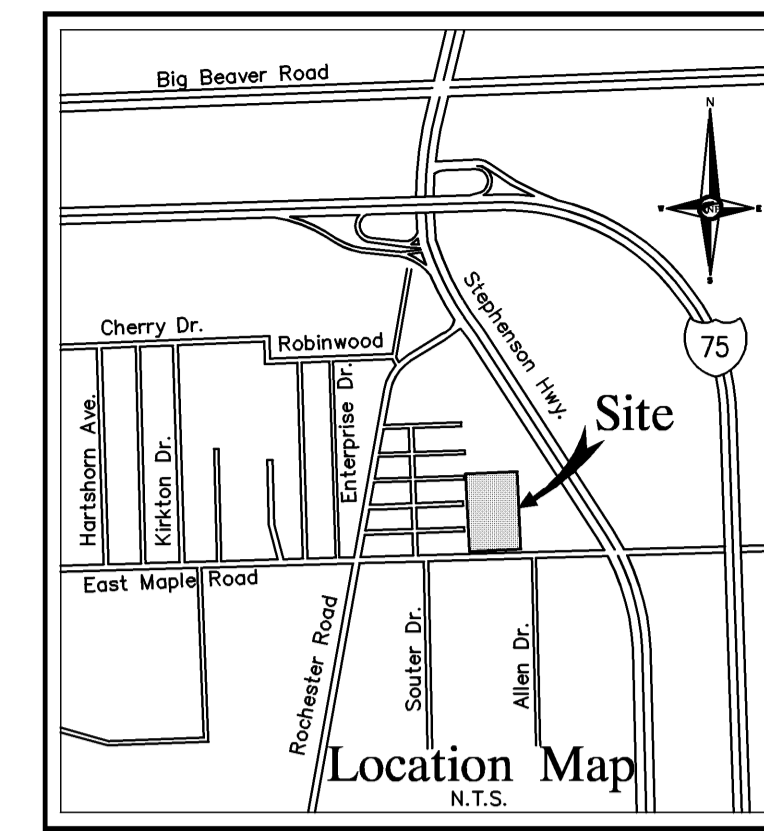 Big Beaver Road
N
W
E
S
Stephenson Hwy.
75
Cherry Dr.
Robinwood
Site
Hartshorn Ave.
Kirkton Dr.
Enterprise Dr.
East Maple Road
Rochester Road
Souter Dr.
Allen Dr.
Location Map
N.T.S.